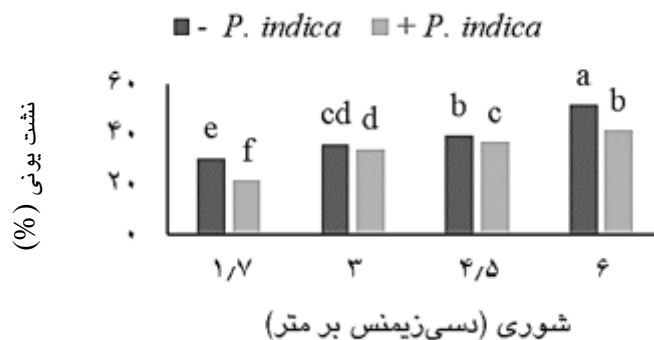 - P. indica + P. indica
نشت یونی (%)
۶۰
۴۰
۲۰
۰
e f cd d b c a b
۱٫۷ ۳ ۴٫۵ ۶
شوری (دسی‌زیمنس بر متر)